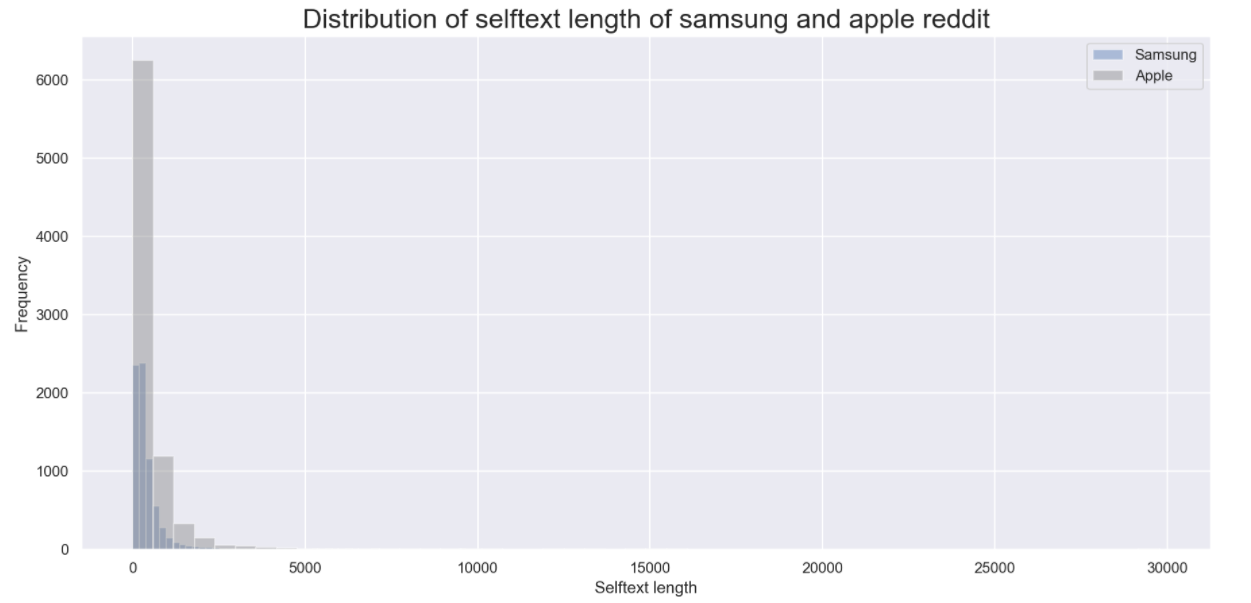 Distribution of selftext length of samsung and apple reddit
Samsung
Apple
Frequency
6000
5000
4000
3000
2000
1000
0
0 5000 10000 15000 20000 25000 30000
Selftext length